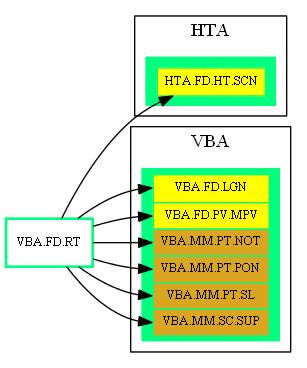 HTA
HTA.FD.HT.SCN
VBA
VBA.FD.LGN
VBA.FD.PV.MPV
VBA.FD.RT
VBA.MM.PT.NOT
VBA.MM.PT.PON
VBA.MM.PT.SL
VBA.MM.SC.SUP